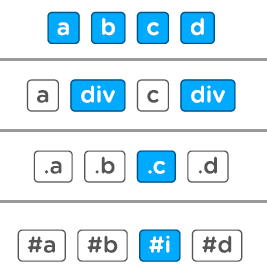 a b c d
a div c div
.a .b .c .d
#a #b #i #d